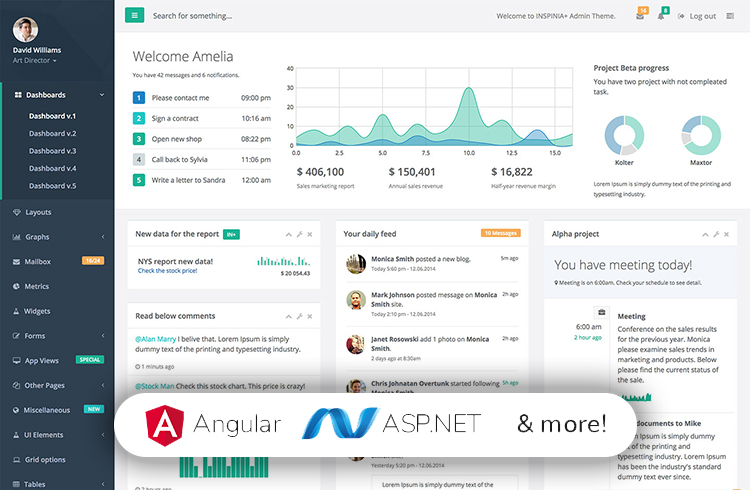 David Williams
Art Director
Dashboards
Dashboard v.1
Dashboard v.2
Dashboard v.3
Dashboard v.4
Dashboard v.5
Layouts
Graphs
Mailbox 16/24
Metrics
Widgets
Forms
App Views SPECIAL
Other Pages
Miscellaneous NEW
UI Elements
Grid options
Tables
Search for something...
Welcome to INSPINIA+ Admin Theme.
16
8
Log out
Welcome Amelia
You have 42 messages and 6 notifications.
1 Please contact me 09:00 pm
2 Sign a contract 10:16 am
3 Open new shop 08:22 pm
4 Call back to Sylvia 11:06 pm
5 Write a letter to Sandra 12:00 am
40
30
20
10
0
0.0 2.5 5.0 7.5 10.0 12.5 15.0
$ 406,100 $ 150,401 $ 16,822
Sales marketing report Annual sales revenue Half-year revenue margin
Project Beta progress
You have two project with not compleated
task.
Kolter Maxtor
Lorem Ipsum is simply dummy text of the printing and
typesetting industry.
New data for the report IN+
NYS report new data!
Check the stock price!
$ 20 054,43
Read below comments
@Alan Marry I belive that. Lorem Ipsum is simply
dummy text of the printing and typesetting industry.
1 minuts ago
@Stock Man Check this stock chart. This price is crazy!
2 hours ago
Your daily feed 10 Messages
Monica Smith posted a new blog. 5m ago
Today 5:60 pm - 12.06.2014
Mark Johnson posted message on Monica 2h ago
Smith site.
Today 2:10 pm - 12.06.2014
Janet Rosowski add 1 photo on Monica 2h ago
Smith.
2 days ago at 8:30am
Chris Johnatan Overtunk started following 5h ago
Monica Smith.
Yesterday 5:20 pm - 12.06.2014
Lorem Ipsum is simply dummy
Alpha project
You have meeting today!
Meeting is on 6:00am. Check your schedule to see detail.
6:00 am
2 hour ago
Meeting
Conference on the sales results
for the previous year. Monica
please examine sales trends in
marketing and products. Below
please find the current status of
the sale.
documents to Mike
Lorem Ipsum is simply dummy
text of the printing and
typesetting industry. Lorem
Ipsum has been the industry's
standard dummy text ever since.
A Angular ASP.NET & more!